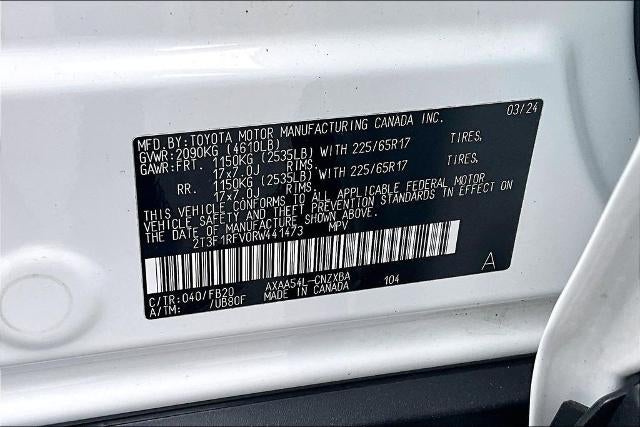 MFD. BY: TOYOTA MOTOR MANUFACTURING CANADA INC. 03/24
GVWR: 2090KG (4610LB)
GAWR: FRT. 1150KG (2535LB) WITH 225/65R17 TIRES,
17x7.0J RIMS.
RR. 1150KG (2535LB) WITH 225/65R17 TIRES,
17x7.0J RIMS.
THIS VEHICLE CONFORMS TO ALL APPLICABLE FEDERAL MOTOR
VEHICLE SAFETY AND THEFT PREVENTION STANDARDS IN EFFECT ON
THE DATE OF MANUFACTURE SHOWN ABOVE.
2T3F1RFV0RW441473 MPV
A
C/TR: 040/FB20 AXAA54L-CNZXBA 104
A/TM: /UB80F MADE IN CANADA